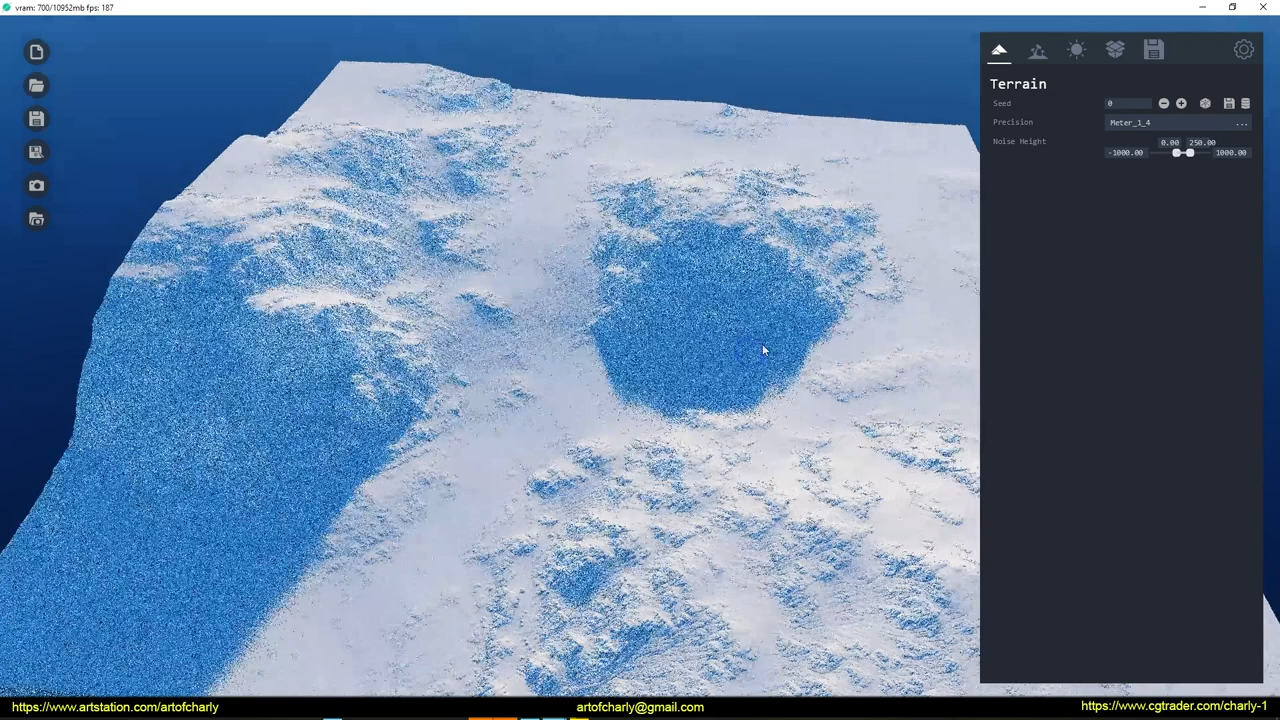 vram: 700/10952mb fps: 187
Terrain
Seed 0
Precision Meter_1_4 ...
Noise Height 0.00 250.00
-1000.00 1000.00
https://www.artstation.com/artofcharly artofcharly@gmail.com https://www.cgtrader.com/charly-1